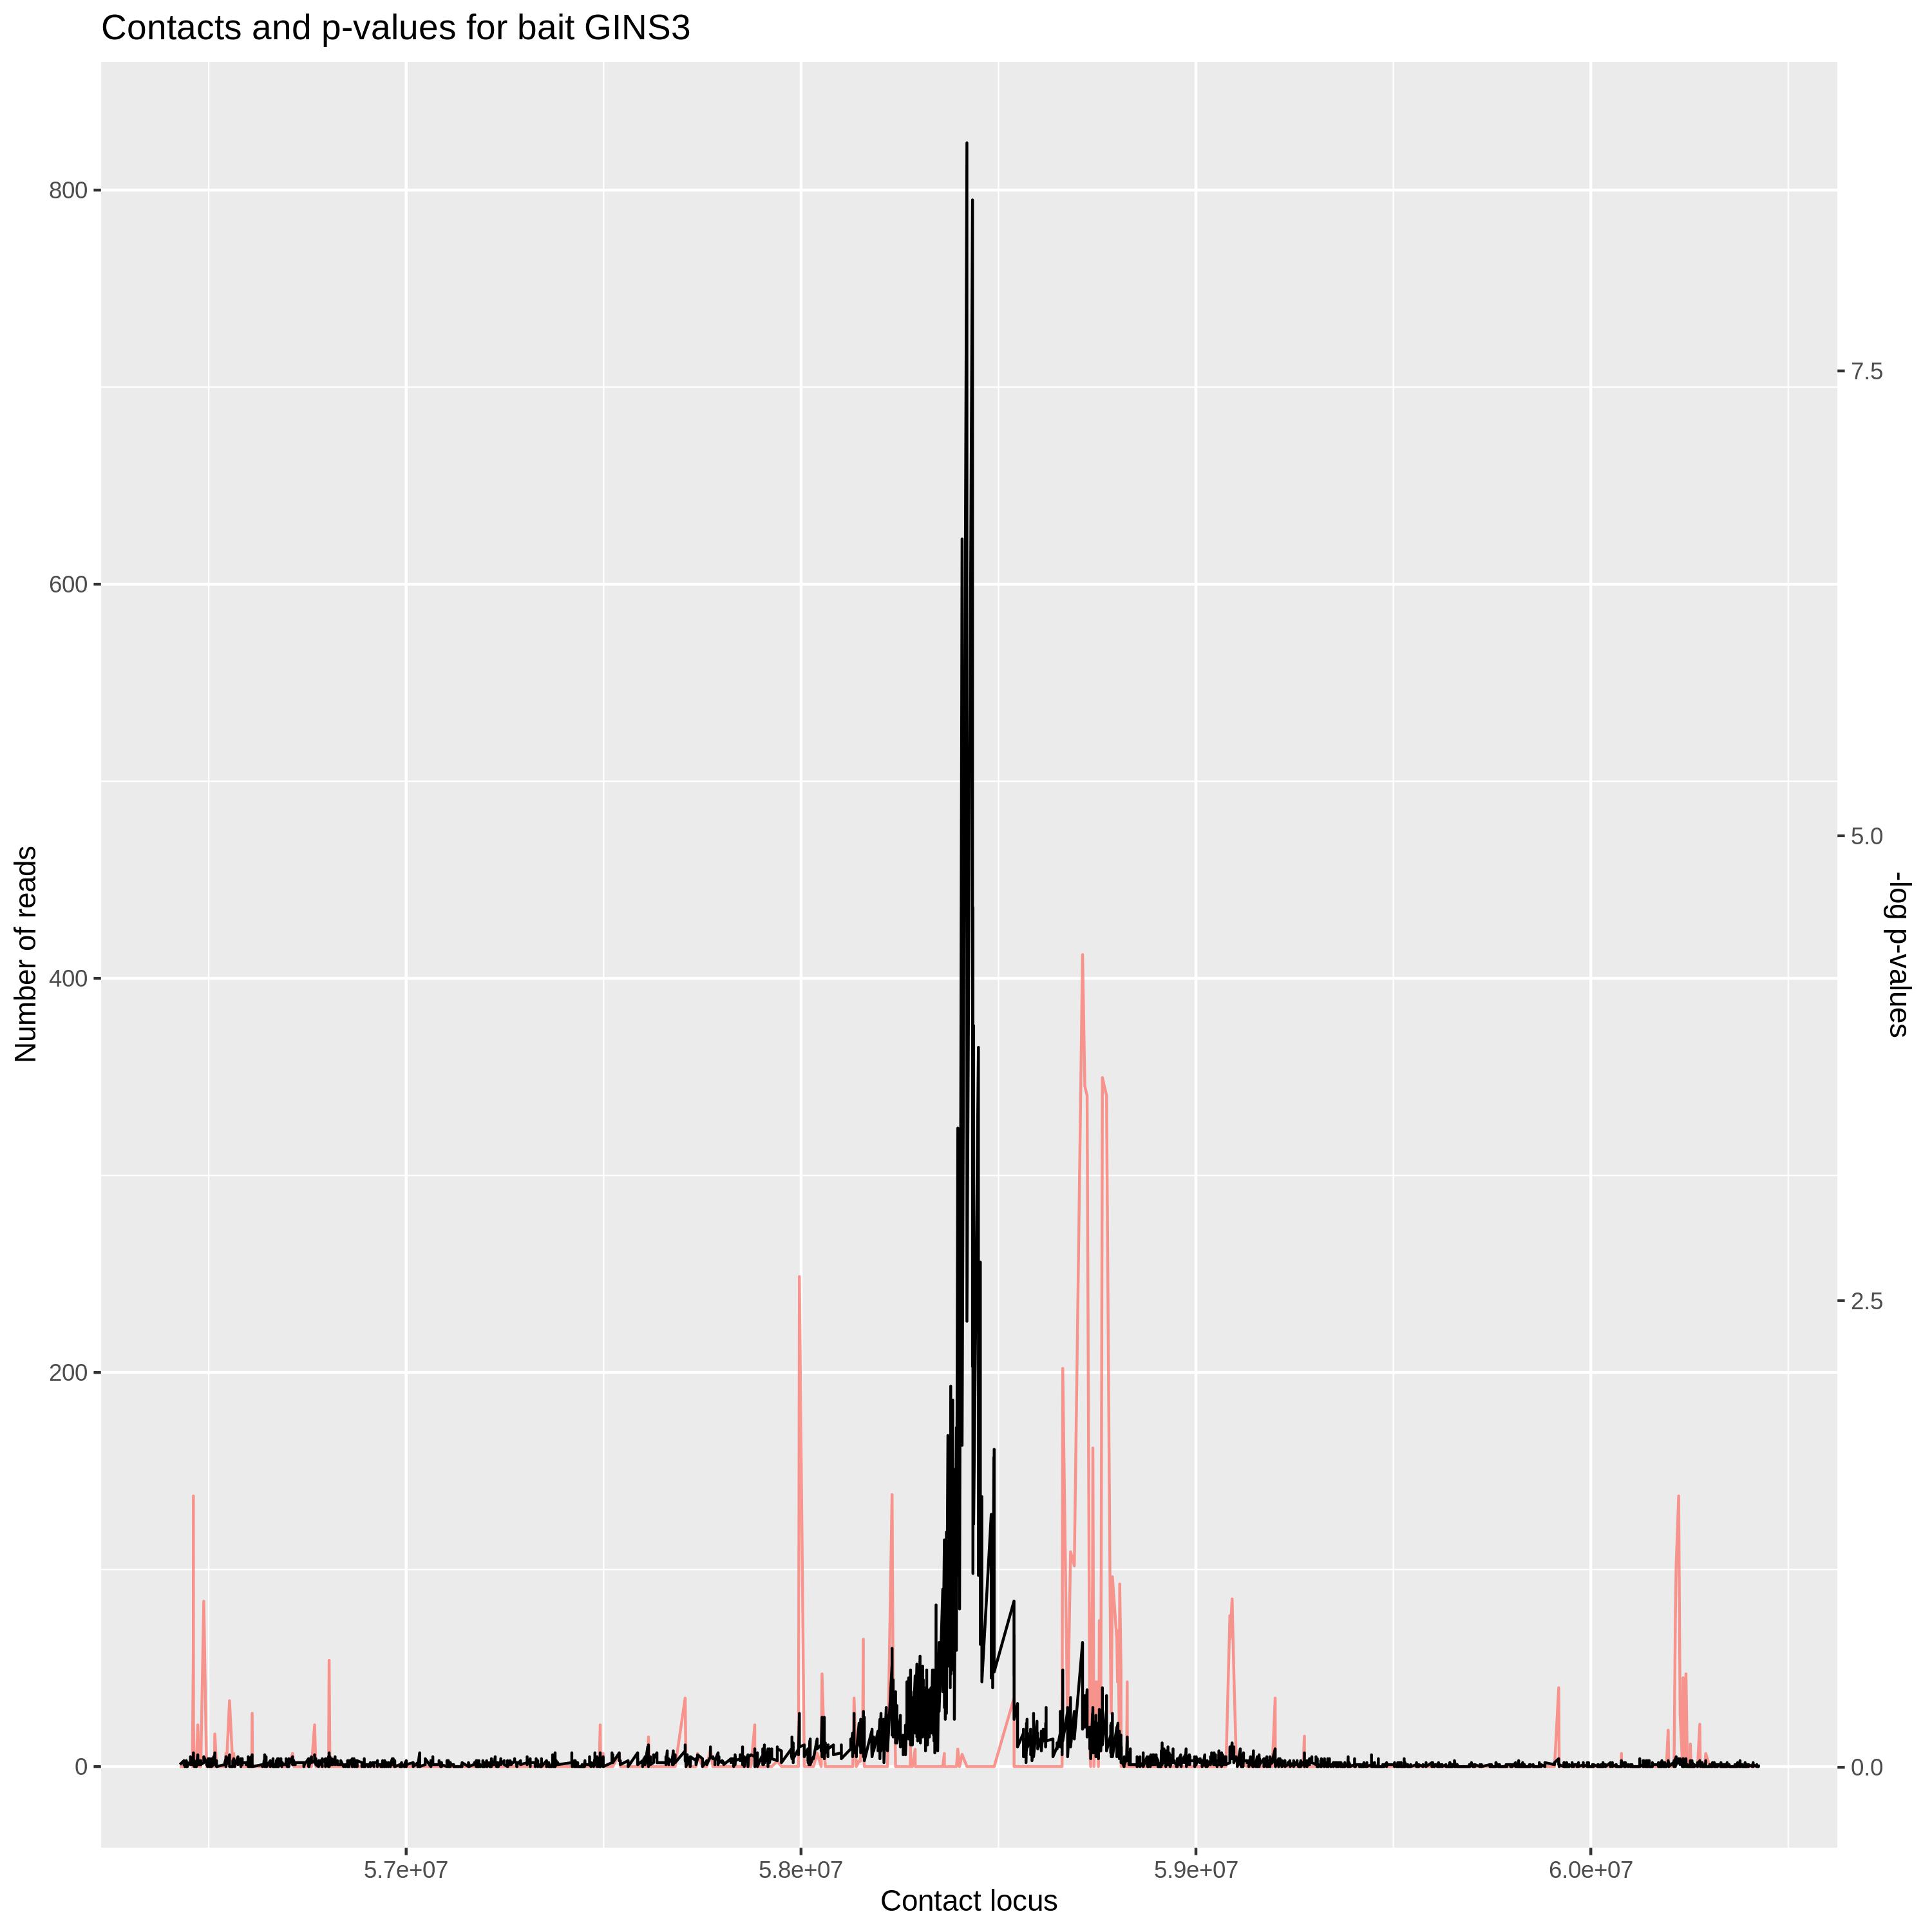 Contacts and p-values for bait GINS3
800
600
400
200
0
Number of reads
7.5
5.0
2.5
0.0
-log p-values
5.7e+07
5.8e+07
5.9e+07
6.0e+07
Contact locus